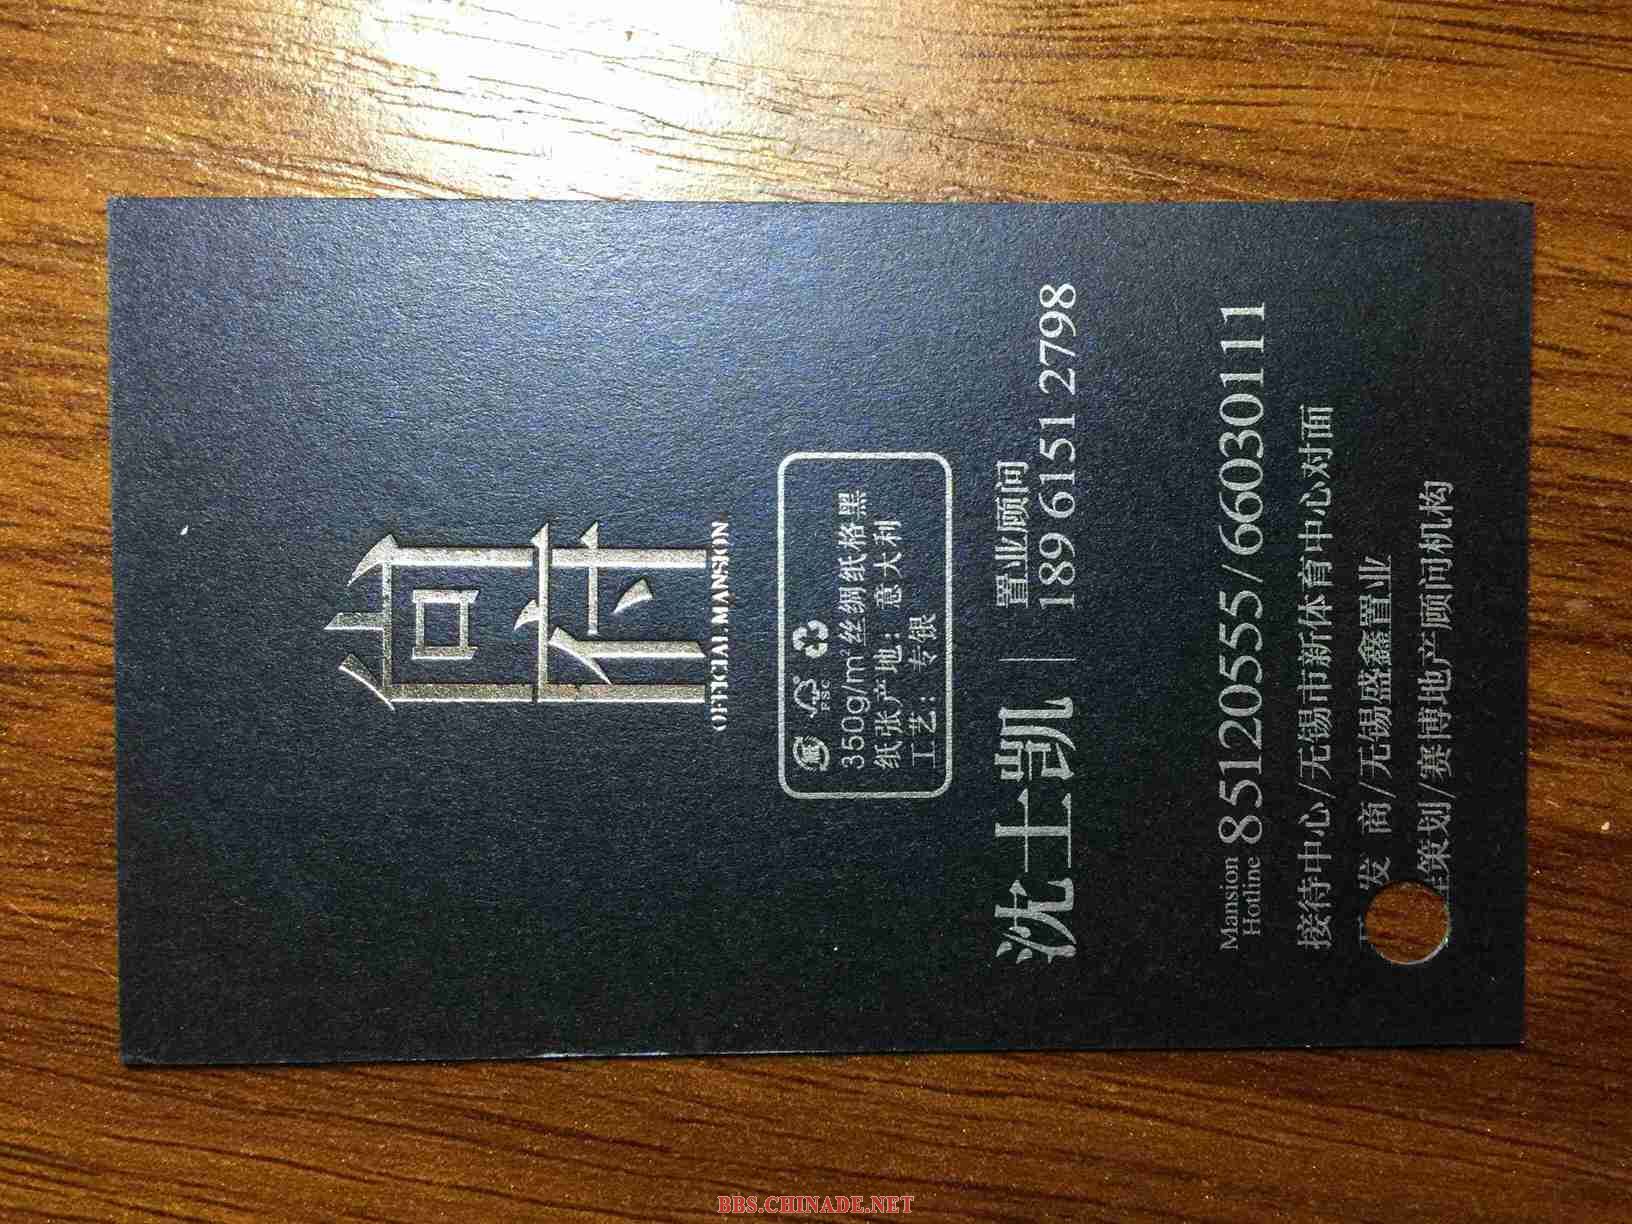 官府
OFFICIAL MANSION
FSC
350g/m²丝绸纸格黑
纸张产地：意大利
工艺：专银
沈士凯
置业顾问
189 6151 2798
Mansion
Hotline
85120555/66030111
接待中心/无锡市新体育中心对面
发 商/无锡盛鑫置业
策划/赛博地产顾问机构
BBS.CHINADE.NET